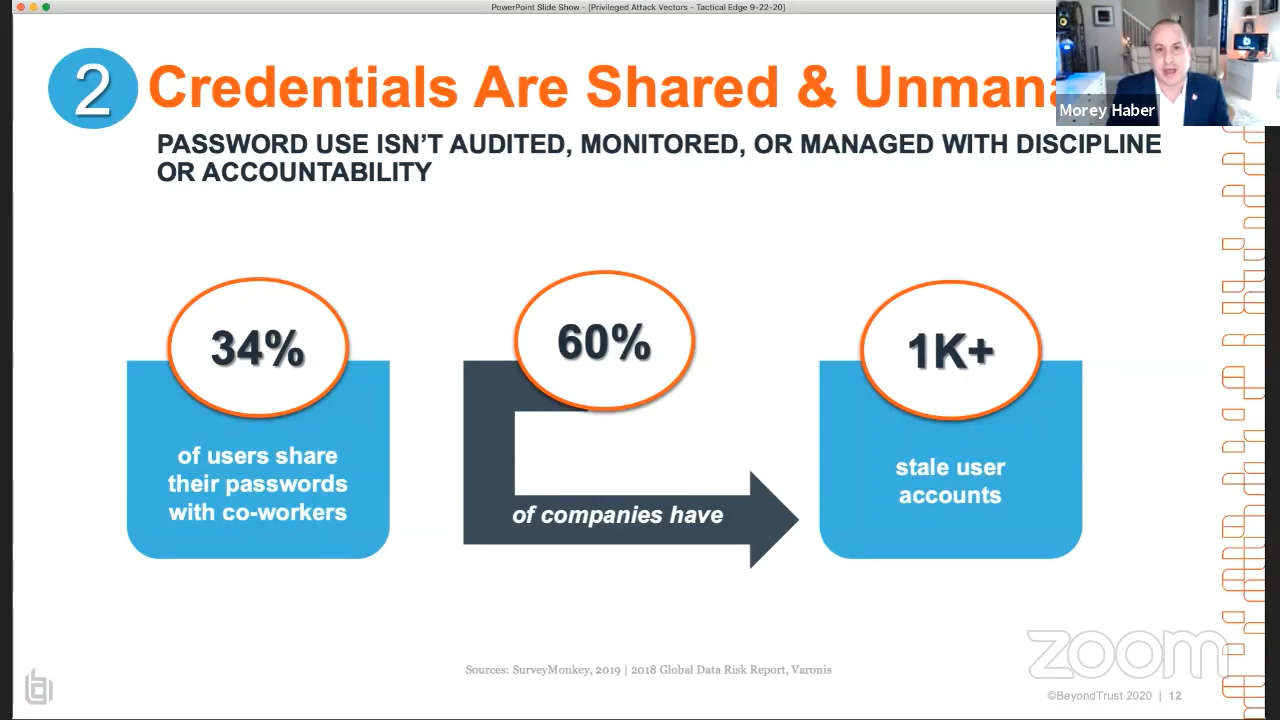 PowerPoint Slide Show - [Privileged Attack Vectors - Tactical Edge 9-22-20]
2
Credentials Are Shared & Unmana
Morey Haber
PASSWORD USE ISN'T AUDITED, MONITORED, OR MANAGED WITH DISCIPLINE
OR ACCOUNTABILITY
34%
of users share
their passwords
with co-workers
60%
of companies have
1K+
stale user
accounts
zoom
Sources: SurveyMonkey, 2019 | 2018 Global Data Risk Report, Varonis
©BeyondTrust 2020 | 12